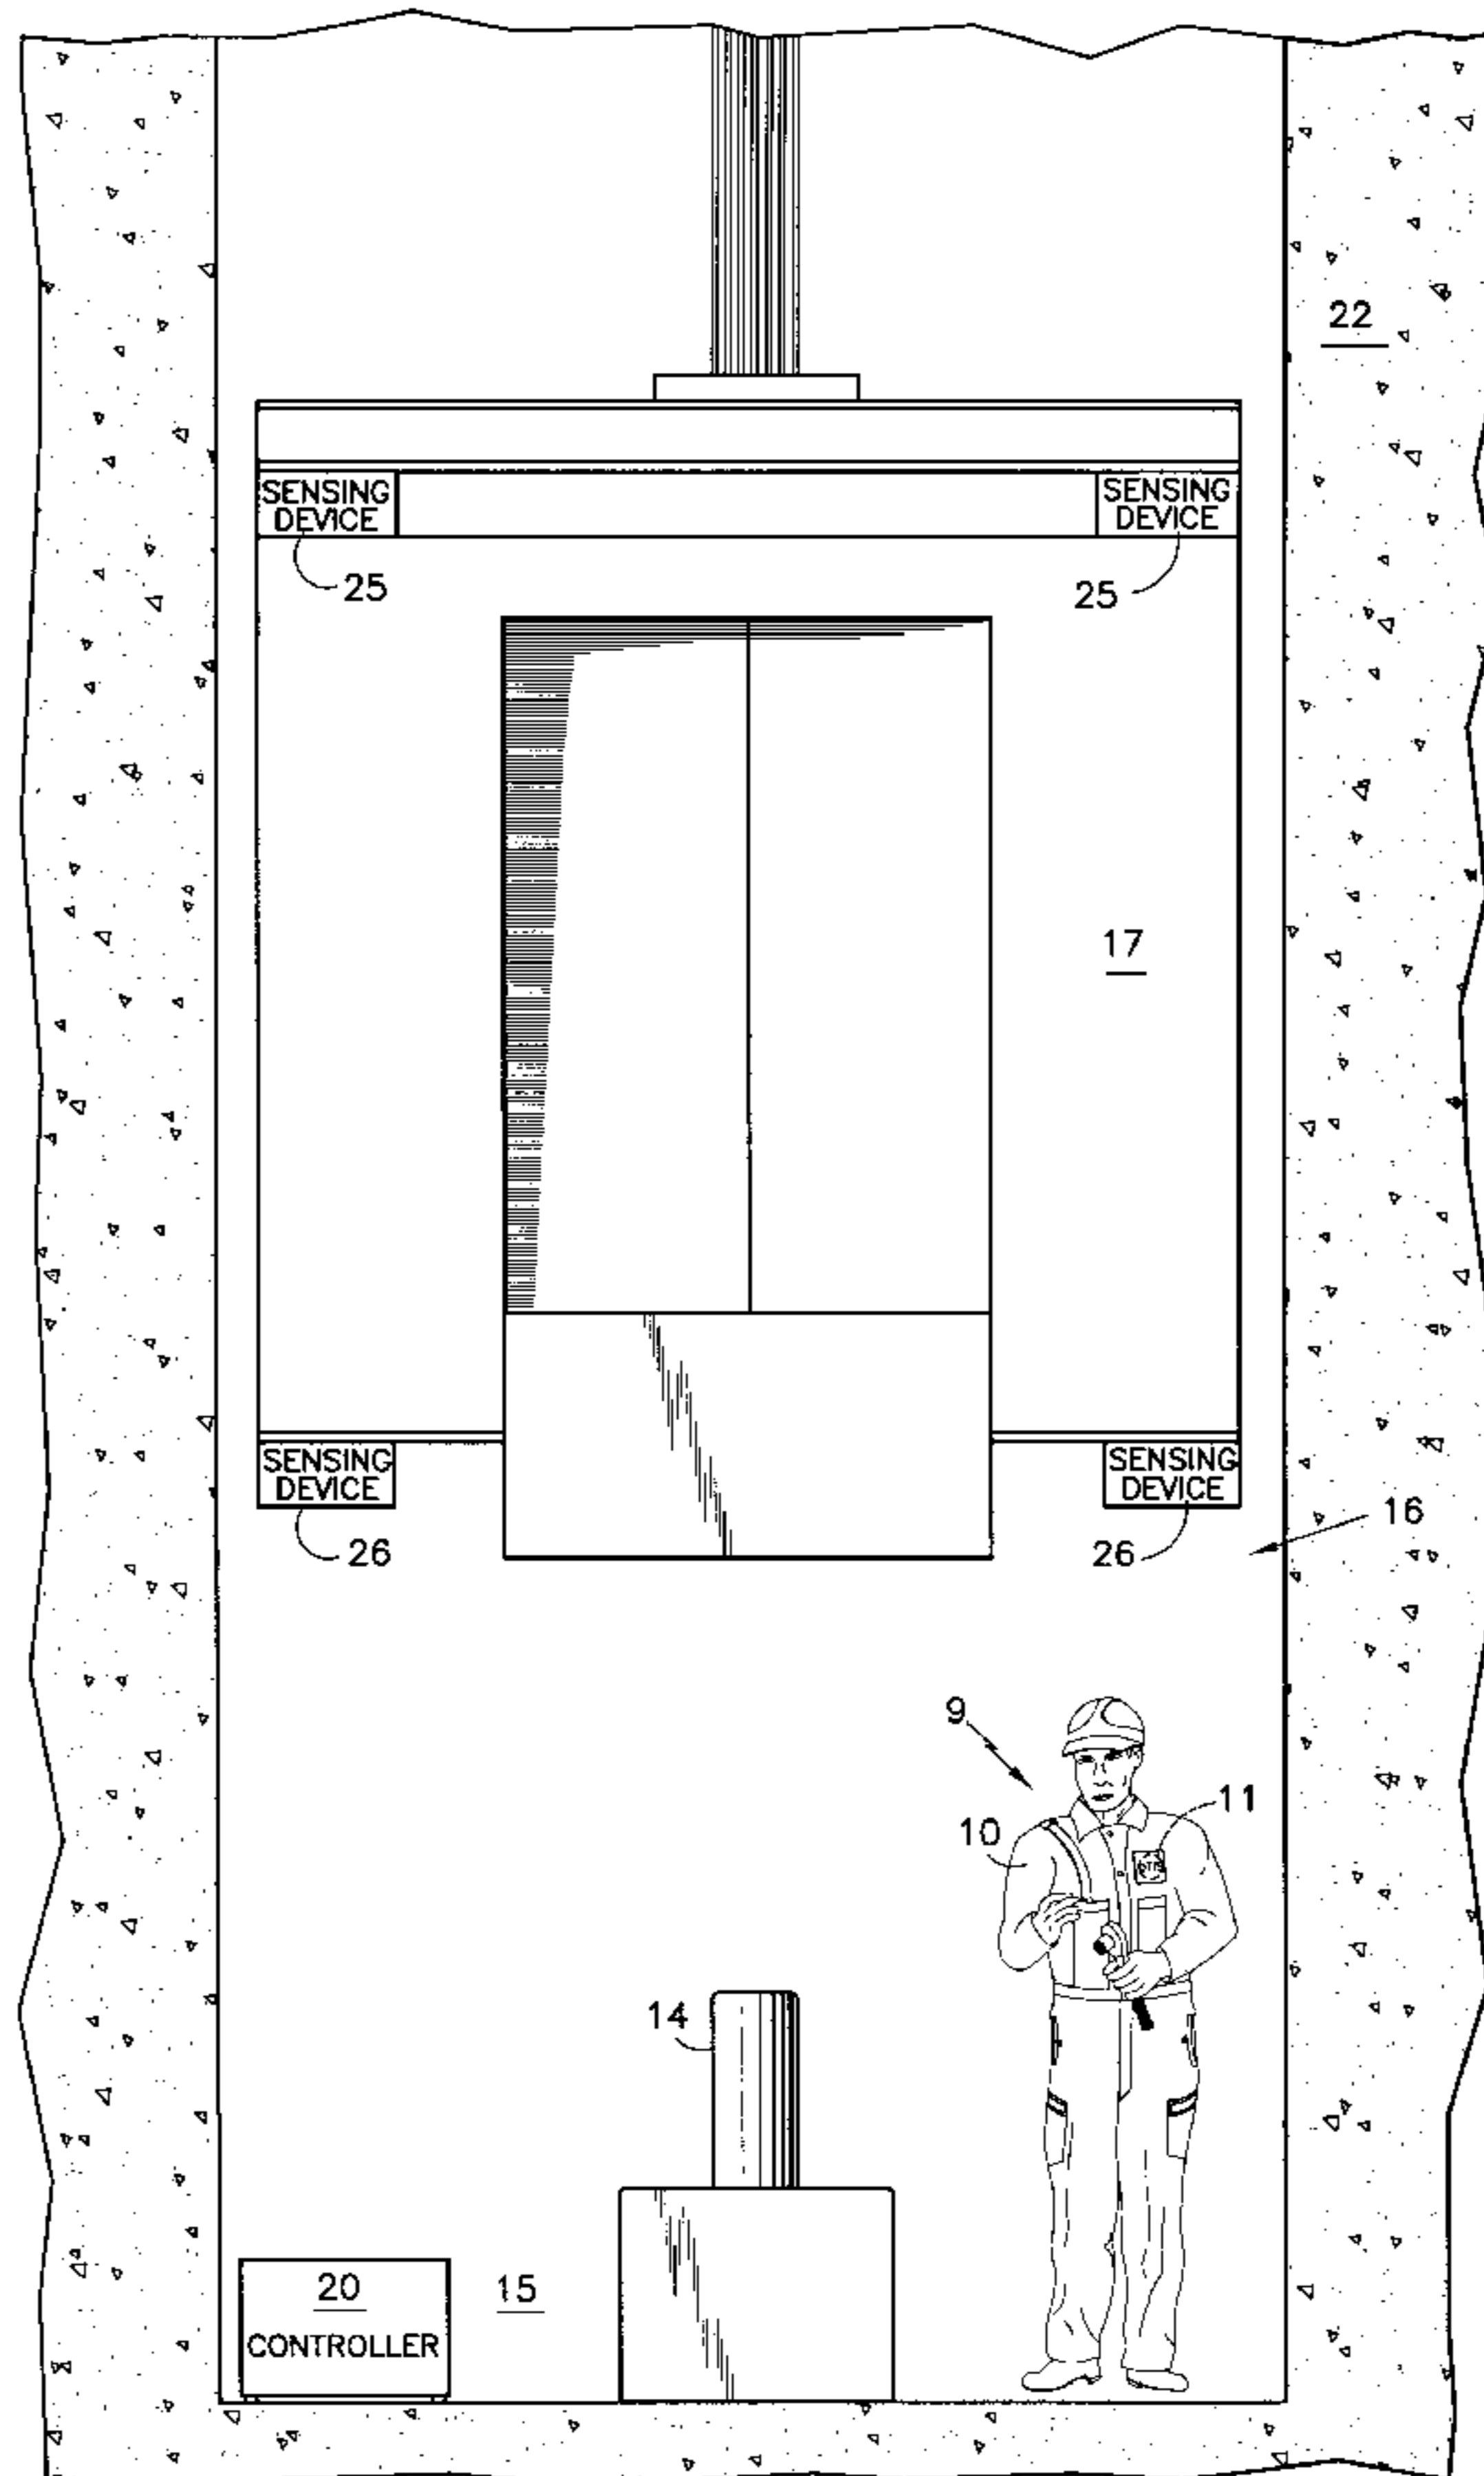 22
SENSING
DEVICE
SENSING
DEVICE
25
25
17
SENSING
DEVICE
SENSING
DEVICE
26
26
16
9
11
10
14
20
CONTROLLER
15